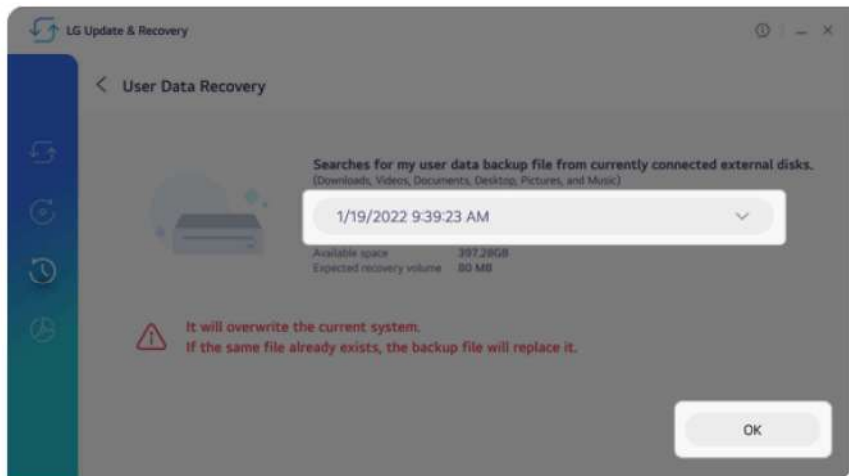 LG Update & Recovery
User Data Recovery
Searches for my user data backup file from currently connected external disks.
(Downloads, Videos, Documents, Desktop, Pictures, and Music)
1/19/2022 9:39:23 AM
Available space 397.28GB
Expected recovery volume 80 MB
It will overwrite the current system.
If the same file already exists, the backup file will replace it.
OK